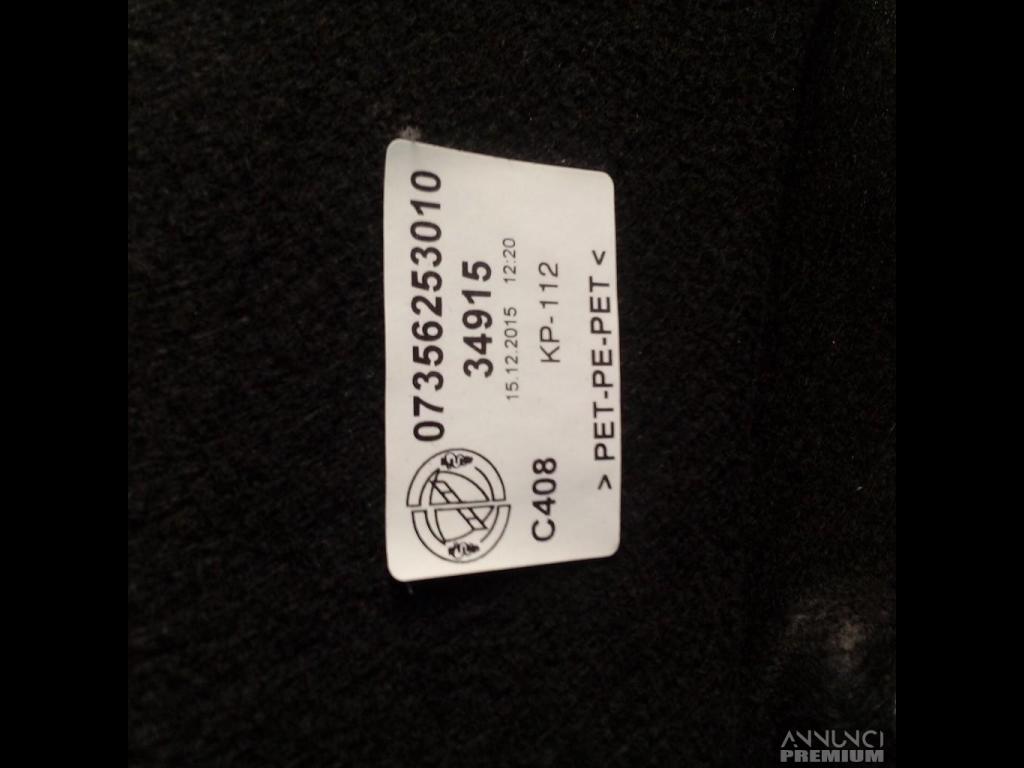 07356253010
34915
15.12.2015 12:20
KP-112
C408
> PET-PE-PET <
ANNUNCI
PREMIUM